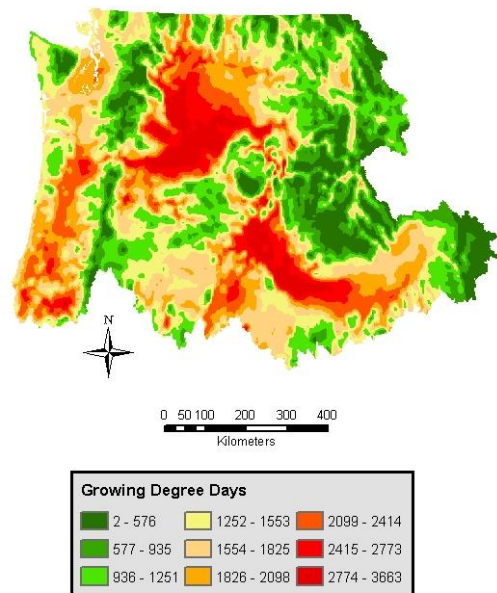 N
0 50 100 200 300 400
Kilometers
Growing Degree Days
2 - 576 1252 - 1553 2099 - 2414
577 - 935 1554 - 1825 2415 - 2773
936 - 1251 1826 - 2098 2774 - 3663